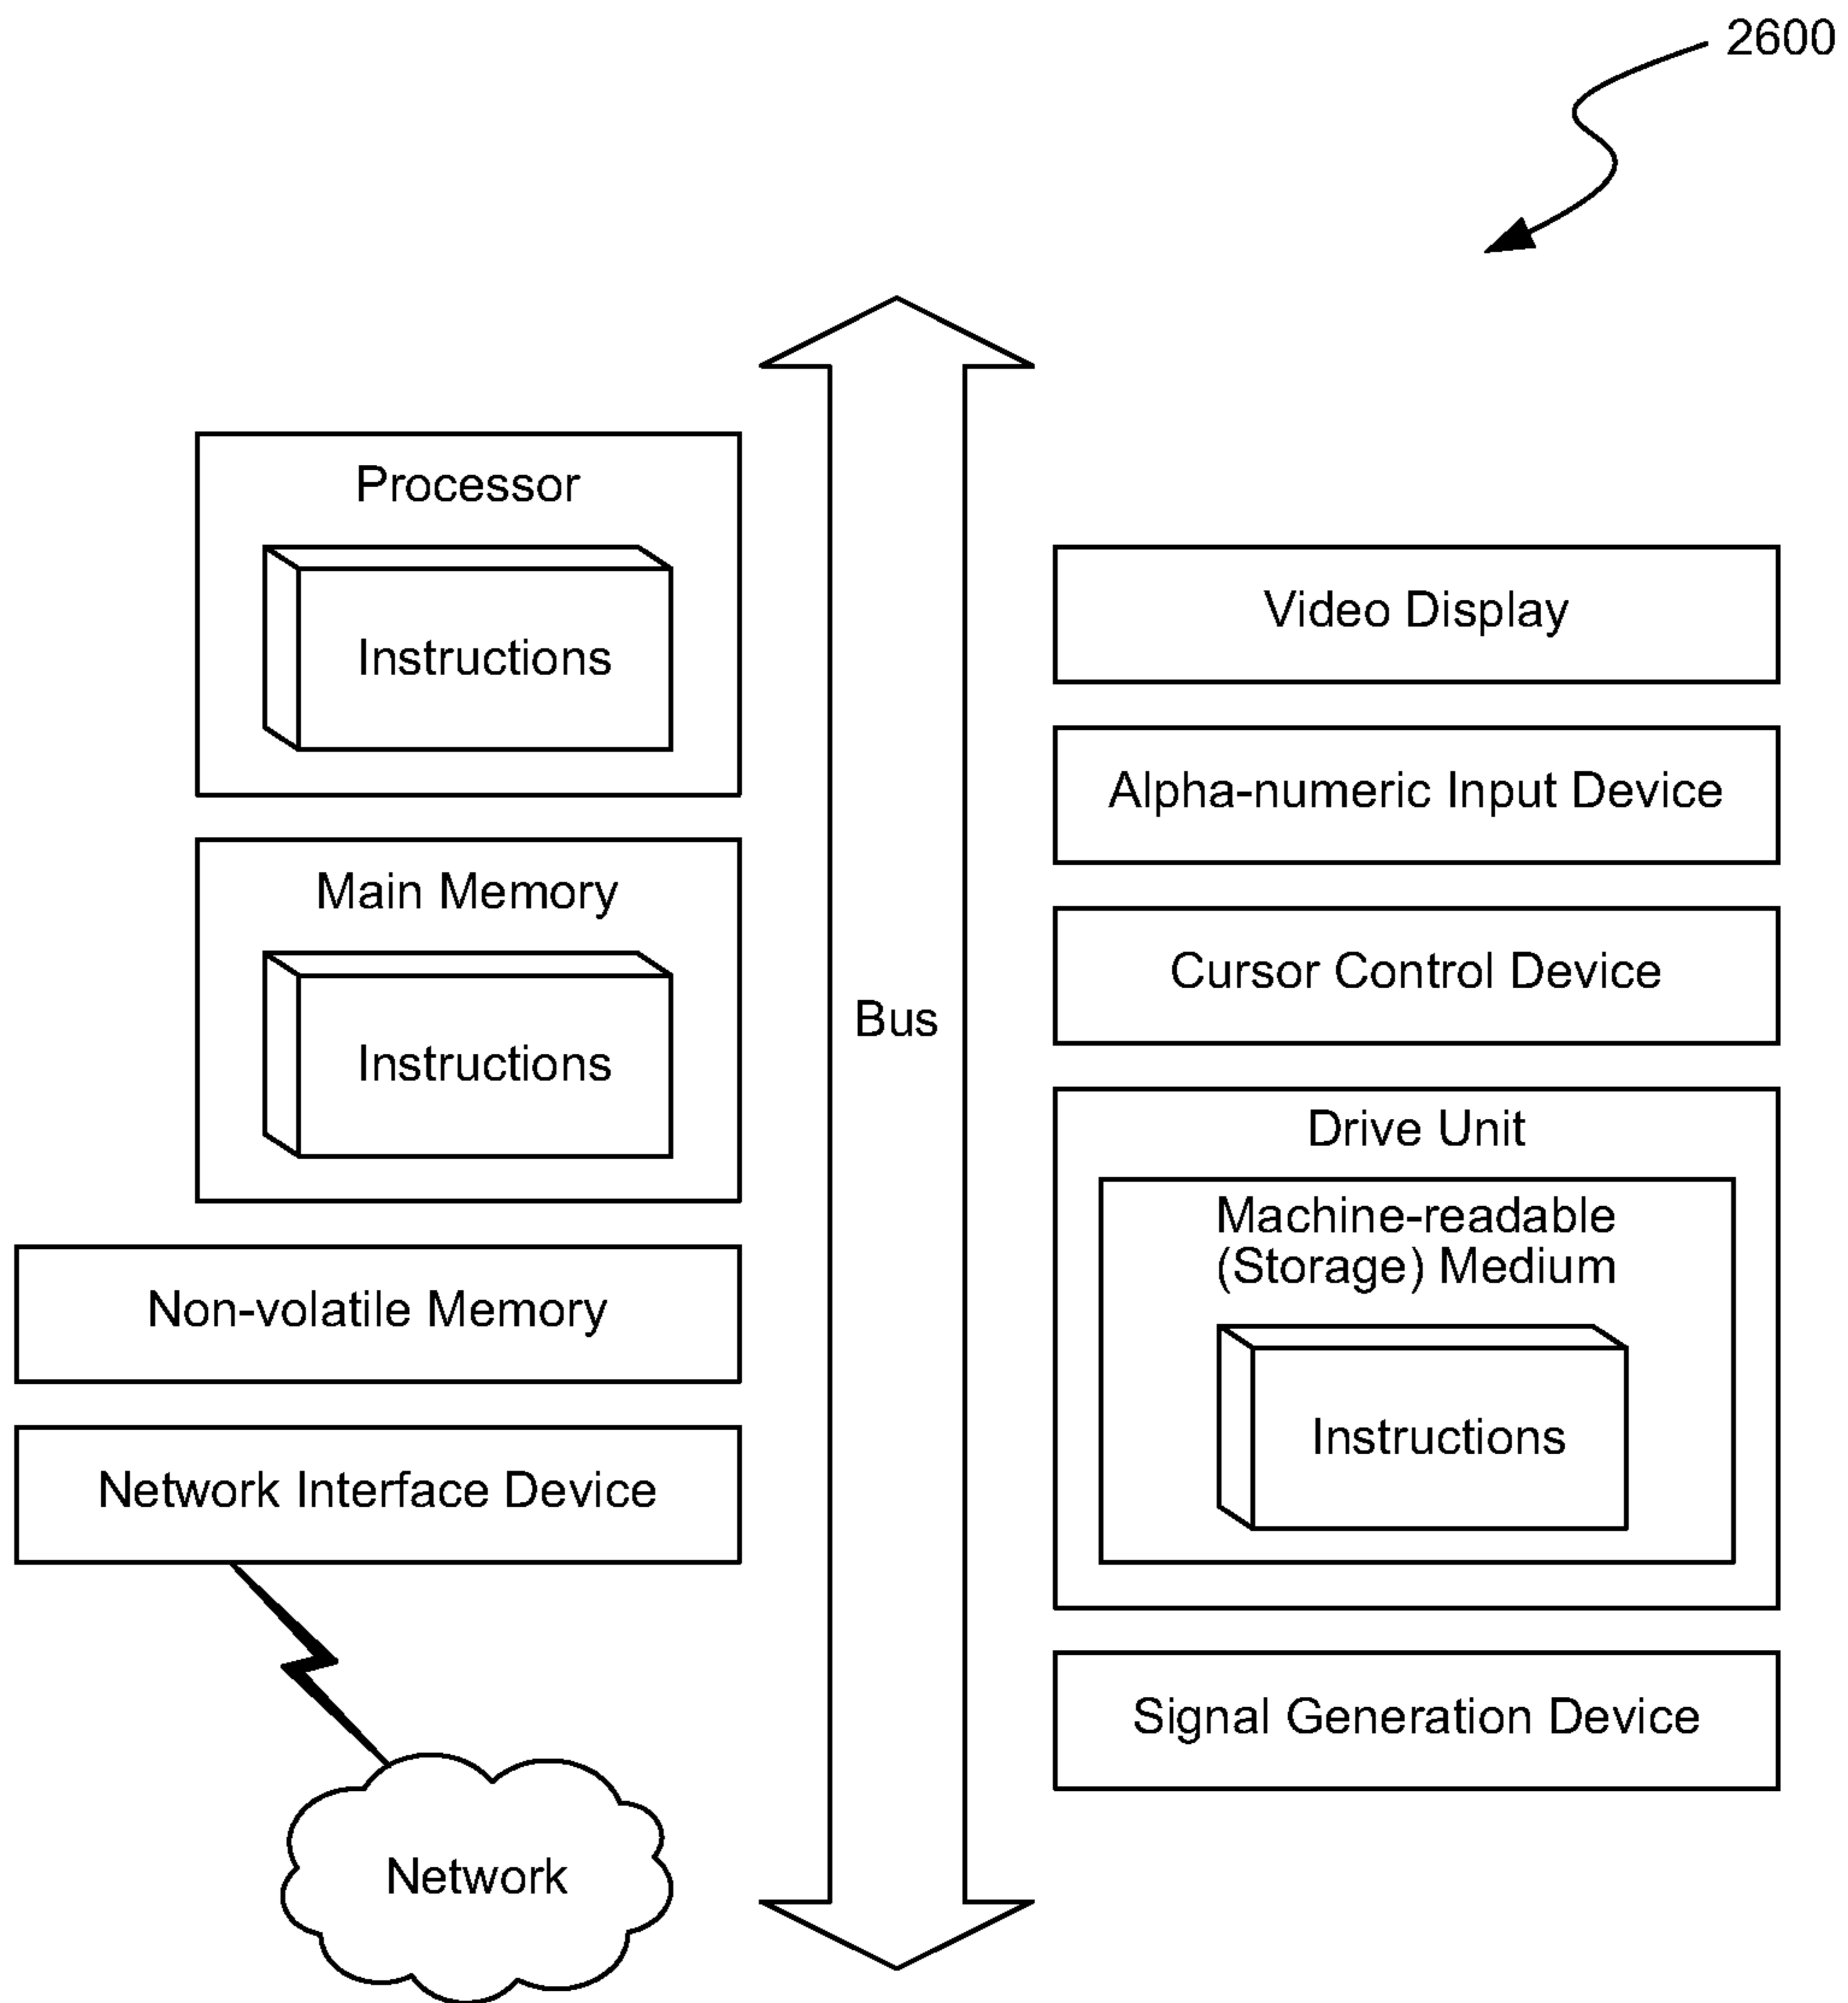 2600
Processor
Instructions
Main Memory
Instructions
Non-volatile Memory
Network Interface Device
Network
Bus
Video Display
Alpha-numeric Input Device
Cursor Control Device
Drive Unit
Machine-readable
(Storage) Medium
Instructions
Signal Generation Device